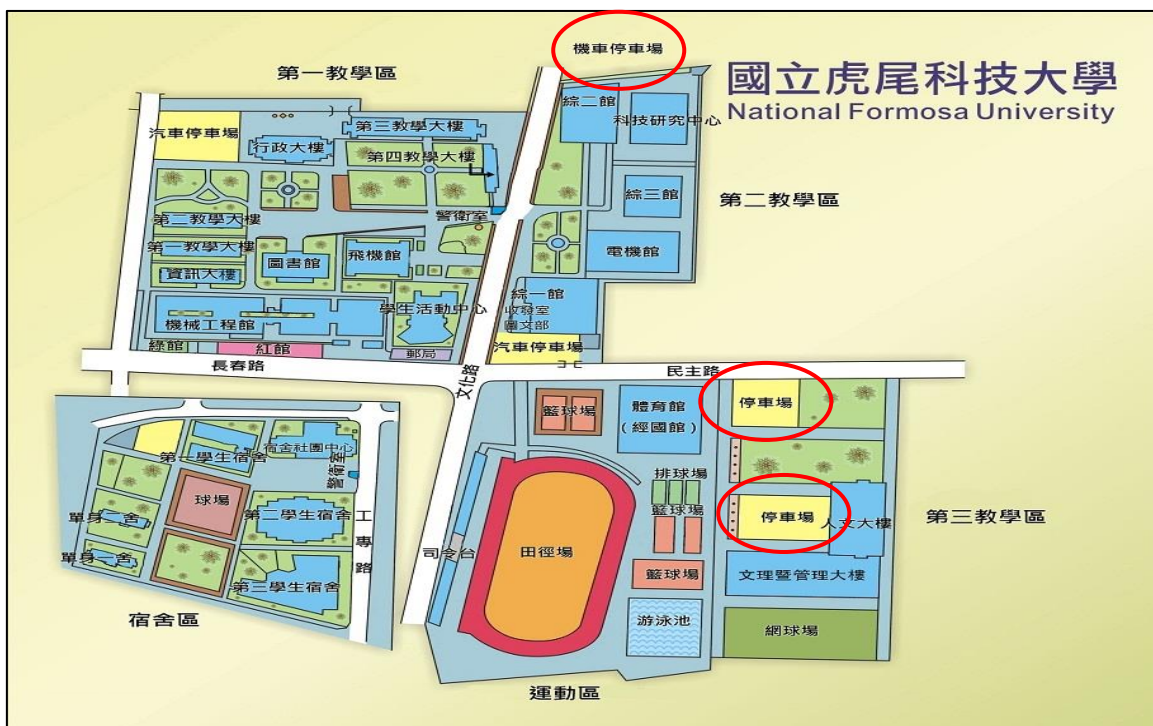 機車停車場
國立虎尾科技大學
National Formosa University
第一教學區
綜二館
科技研究中心
汽車停車場
第三教學大樓
行政大樓
第四教學大樓
綜三館
第二教學區
第二教學大樓
警衛室
第一教學大樓
圖書館
飛機館
電機館
資訊大樓
綜一館
收發室
圖文部
學生活動中心
機械工程館
綠館
紅館
郵局
汽車停車場
長春路
文化路
民主路
籃球場
體育館
(經國館)
停車場
第一學生宿舍
宿舍社團中心
警衛室
排球場
球場
第二學生宿舍
工專路
單身二舍
籃球場
停車場
人文大樓
第三教學區
單身一舍
第三學生宿舍
司令台
田徑場
籃球場
文理暨管理大樓
宿舍區
游泳池
網球場
運動區